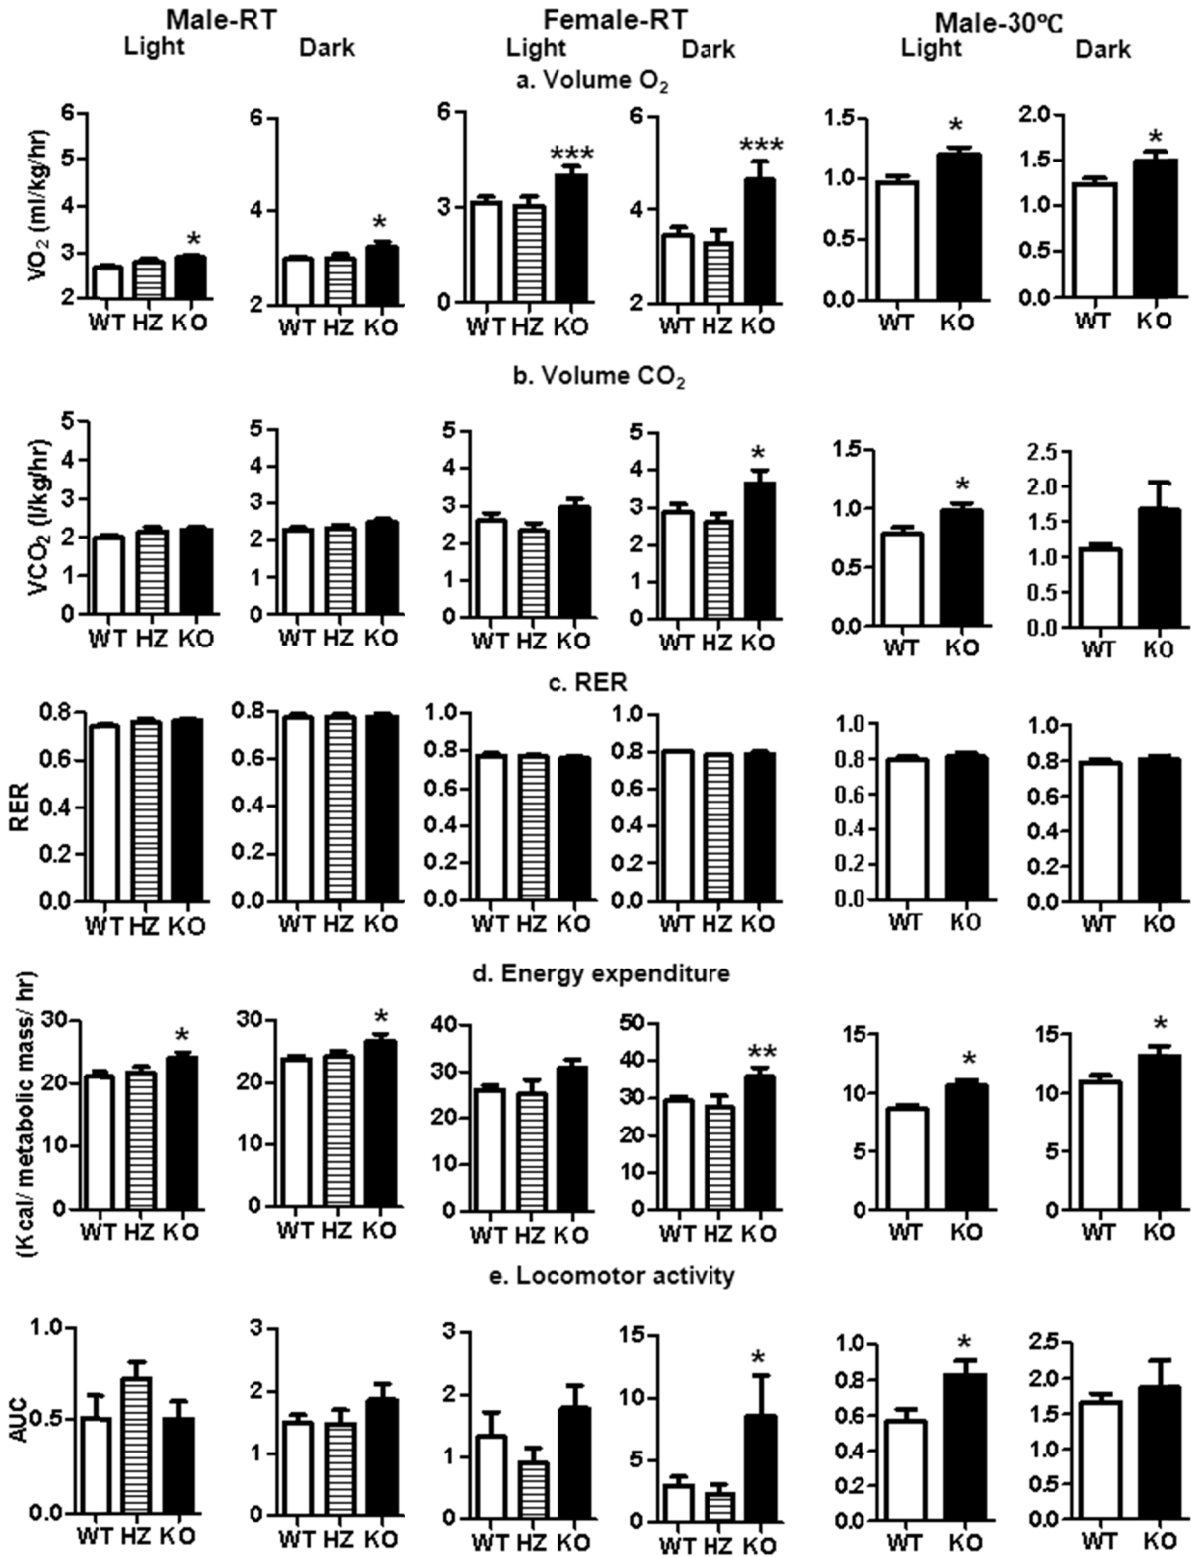 Male-RT Female-RT Male-30℃
Light Dark Light Dark Light Dark
a. Volume O₂
VO₂ (ml/kg/hr)
6 5 4 3 2
WT HZ KO
*
6 4 2
WT HZ KO
*
6 3 0
WT HZ KO
***
6 4 2
WT HZ KO
***
1.5 1.0 0.5 0.0
WT KO
*
2.0 1.5 1.0 0.5 0.0
WT KO
*
b. Volume CO₂
VCO₂ (l/kg/hr)
5 4 3 2 1 0
WT HZ KO
5 4 3 2 1 0
WT HZ KO
5 4 3 2 1 0
WT HZ KO
5 4 3 2 1 0
WT HZ KO
*
1.5 1.0 0.5 0.0
WT KO
*
2.5 2.0 1.5 1.0 0.5 0.0
WT KO
c. RER
RER
0.8 0.6 0.4 0.2 0.0
WT HZ KO
0.8 0.6 0.4 0.2 0.0
WT HZ KO
1.0 0.8 0.6 0.4 0.2 0.0
WT HZ KO
1.0 0.8 0.6 0.4 0.2 0.0
WT HZ KO
1.0 0.8 0.6 0.4 0.2 0.0
WT KO
1.0 0.8 0.6 0.4 0.2 0.0
WT KO
d. Energy expenditure
(Kcal/ metabolic mass/ hr)
30 20 10 0
WT HZ KO
*
30 20 10 0
WT HZ KO
*
40 30 20 10 0
WT HZ KO
50 40 30 20 10 0
WT HZ KO
**
15 10 5 0
WT KO
*
15 10 5 0
WT KO
*
e. Locomotor activity
AUC
1.0 0.5 0.0
WT HZ KO
3 2 1 0
WT HZ KO
3 2 1 0
WT HZ KO
15 10 5 0
WT HZ KO
*
1.0 0.8 0.6 0.4 0.2 0.0
WT KO
*
2.5 2.0 1.5 1.0 0.5 0.0
WT KO